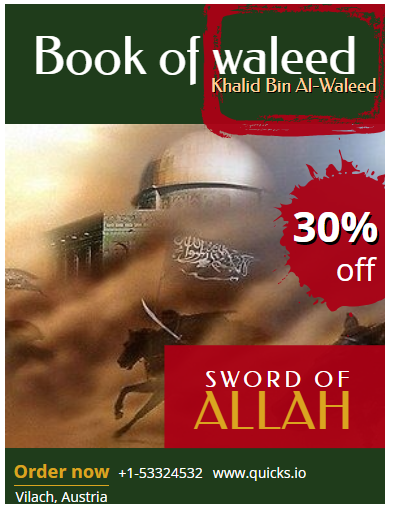 Book of waleed
Khalid Bin Al-Waleed
30%
off
SWORD OF
ALLAH
Order now +1-53324532 www.quicks.io
Vilach, Austria